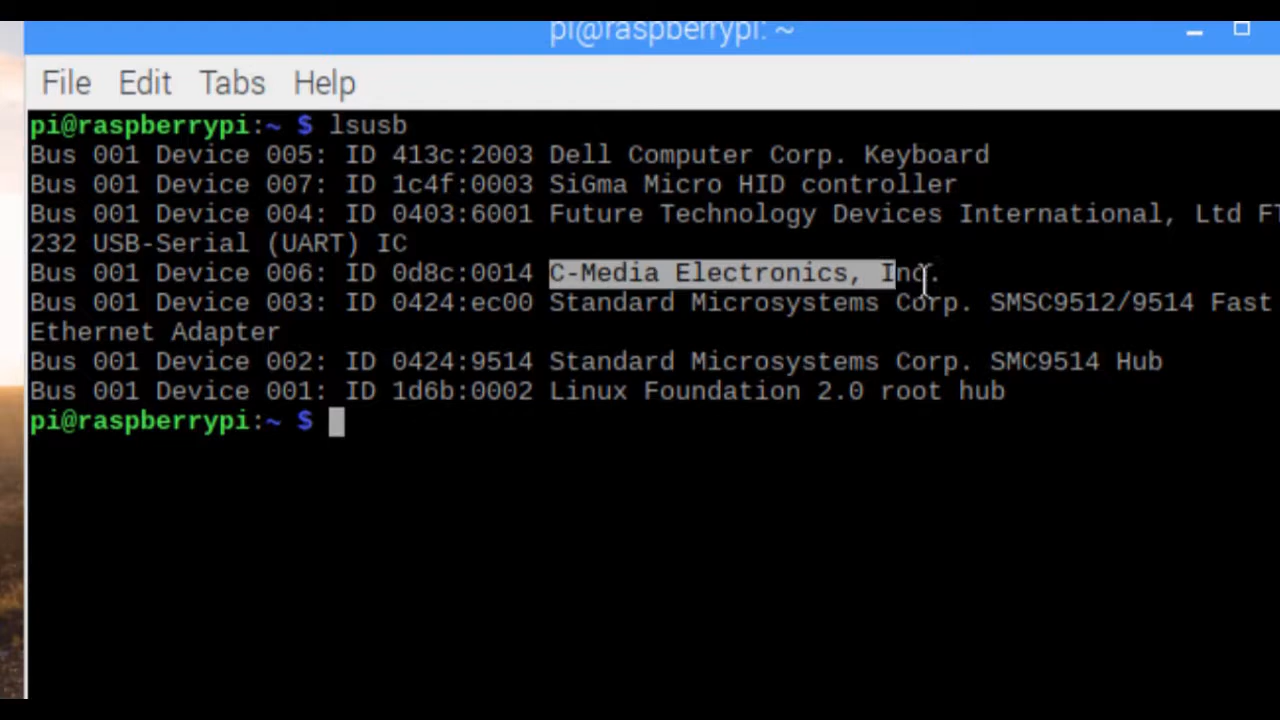 pi@raspberrypi: ~
File Edit Tabs Help
pi@raspberrypi:~ $ lsusb
Bus 001 Device 005: ID 413c:2003 Dell Computer Corp. Keyboard
Bus 001 Device 007: ID 1c4f:0003 SiGma Micro HID controller
Bus 001 Device 004: ID 0403:6001 Future Technology Devices International, Ltd FT
232 USB-Serial (UART) IC
Bus 001 Device 006: ID 0d8c:0014 C-Media Electronics, Inc.
Bus 001 Device 003: ID 0424:ec00 Standard Microsystems Corp. SMSC9512/9514 Fast
Ethernet Adapter
Bus 001 Device 002: ID 0424:9514 Standard Microsystems Corp. SMC9514 Hub
Bus 001 Device 001: ID 1d6b:0002 Linux Foundation 2.0 root hub
pi@raspberrypi:~ $